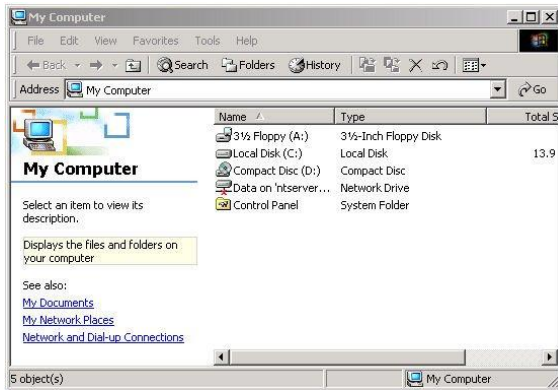 My Computer
File Edit View Favorites Tools Help
Back Search Folders History
Address My Computer Go
Name Type Total S
3½ Floppy (A:) 3½-Inch Floppy Disk
Local Disk (C:) Local Disk 13.9
Compact Disc (D:) Compact Disc
Data on 'ntserver... Network Drive
Control Panel System Folder
My Computer
Select an item to view its
description.
Displays the files and folders on
your computer
See also:
My Documents
My Network Places
Network and Dial-up Connections
5 object(s) My Computer